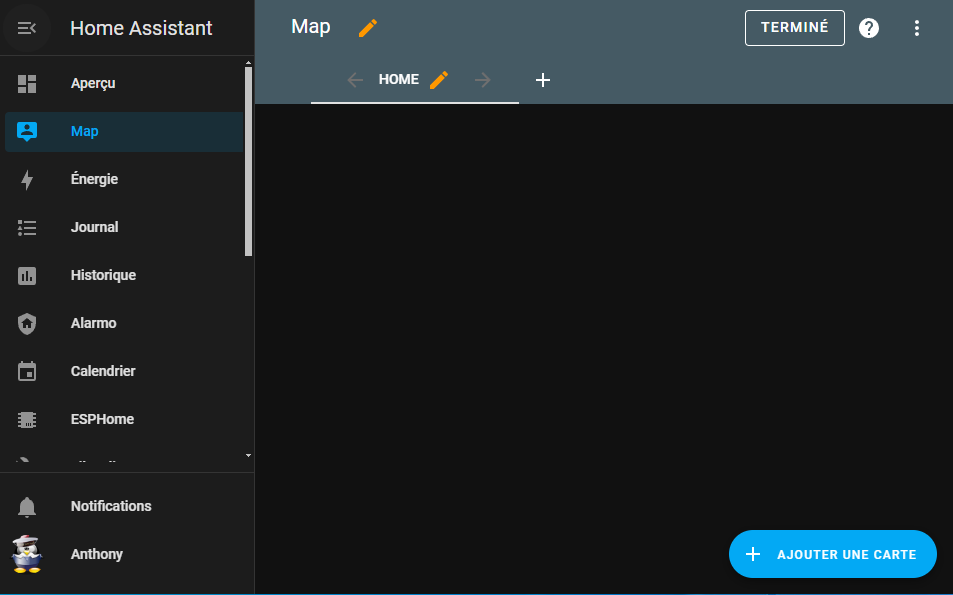 Home Assistant
Map
TERMINÉ
HOME
Aperçu
Map
Énergie
Journal
Historique
Alarmo
Calendrier
ESPHome
Notifications
Anthony
AJOUTER UNE CARTE